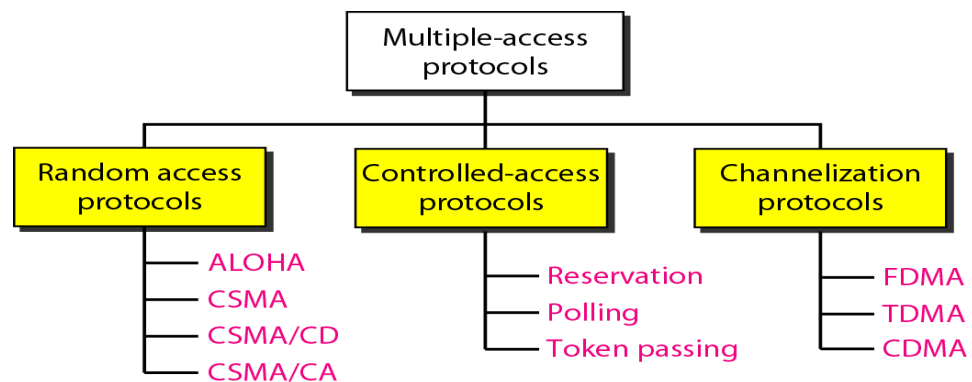 Multiple-access
protocols
Random access
protocols
Controlled-access
protocols
Channelization
protocols
ALOHA
CSMA
CSMA/CD
CSMA/CA
Reservation
Polling
Token passing
FDMA
TDMA
CDMA